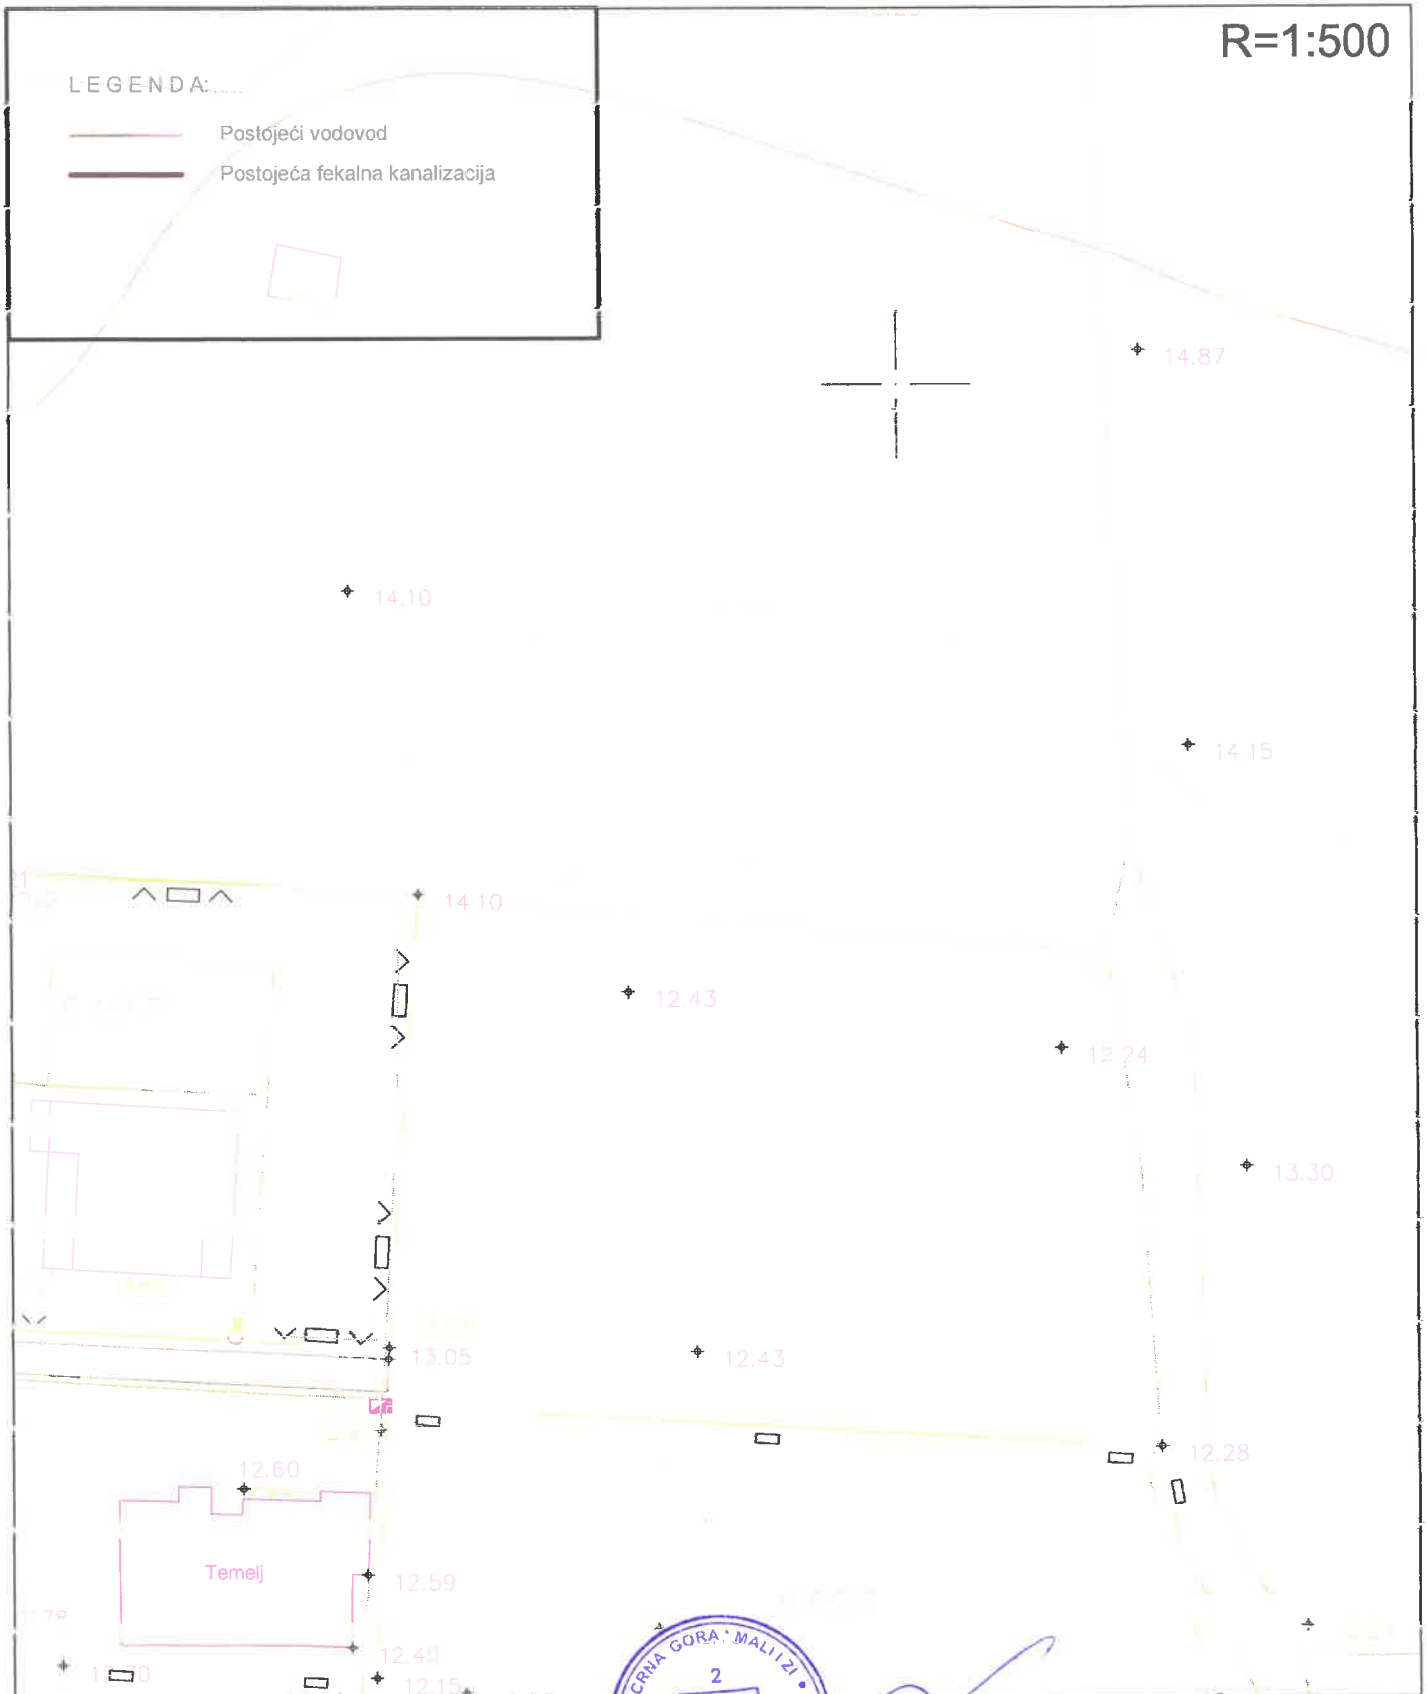 R=1:500
LEGENDA:
Postojeći vodovod
Postojeća fekalna kanalizacija
14.87
14.10
14.15
14.10
12.43
12.24
13.30
13.05
12.43
12.28
12.60
Temelj
12.59
12.40
12.15
CRNA GORA * MALI IZI •
2